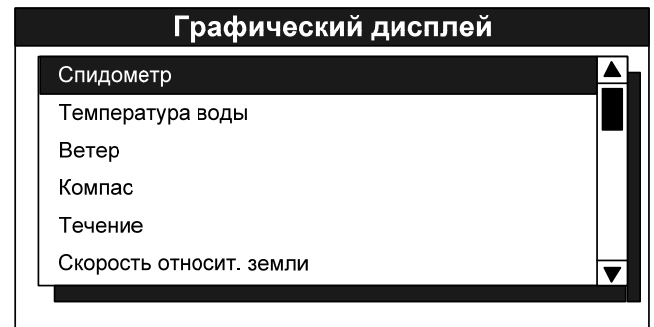 Графический дисплей
Спидометр
Температура воды
Ветер
Компас
Течение
Скорость относит. земли